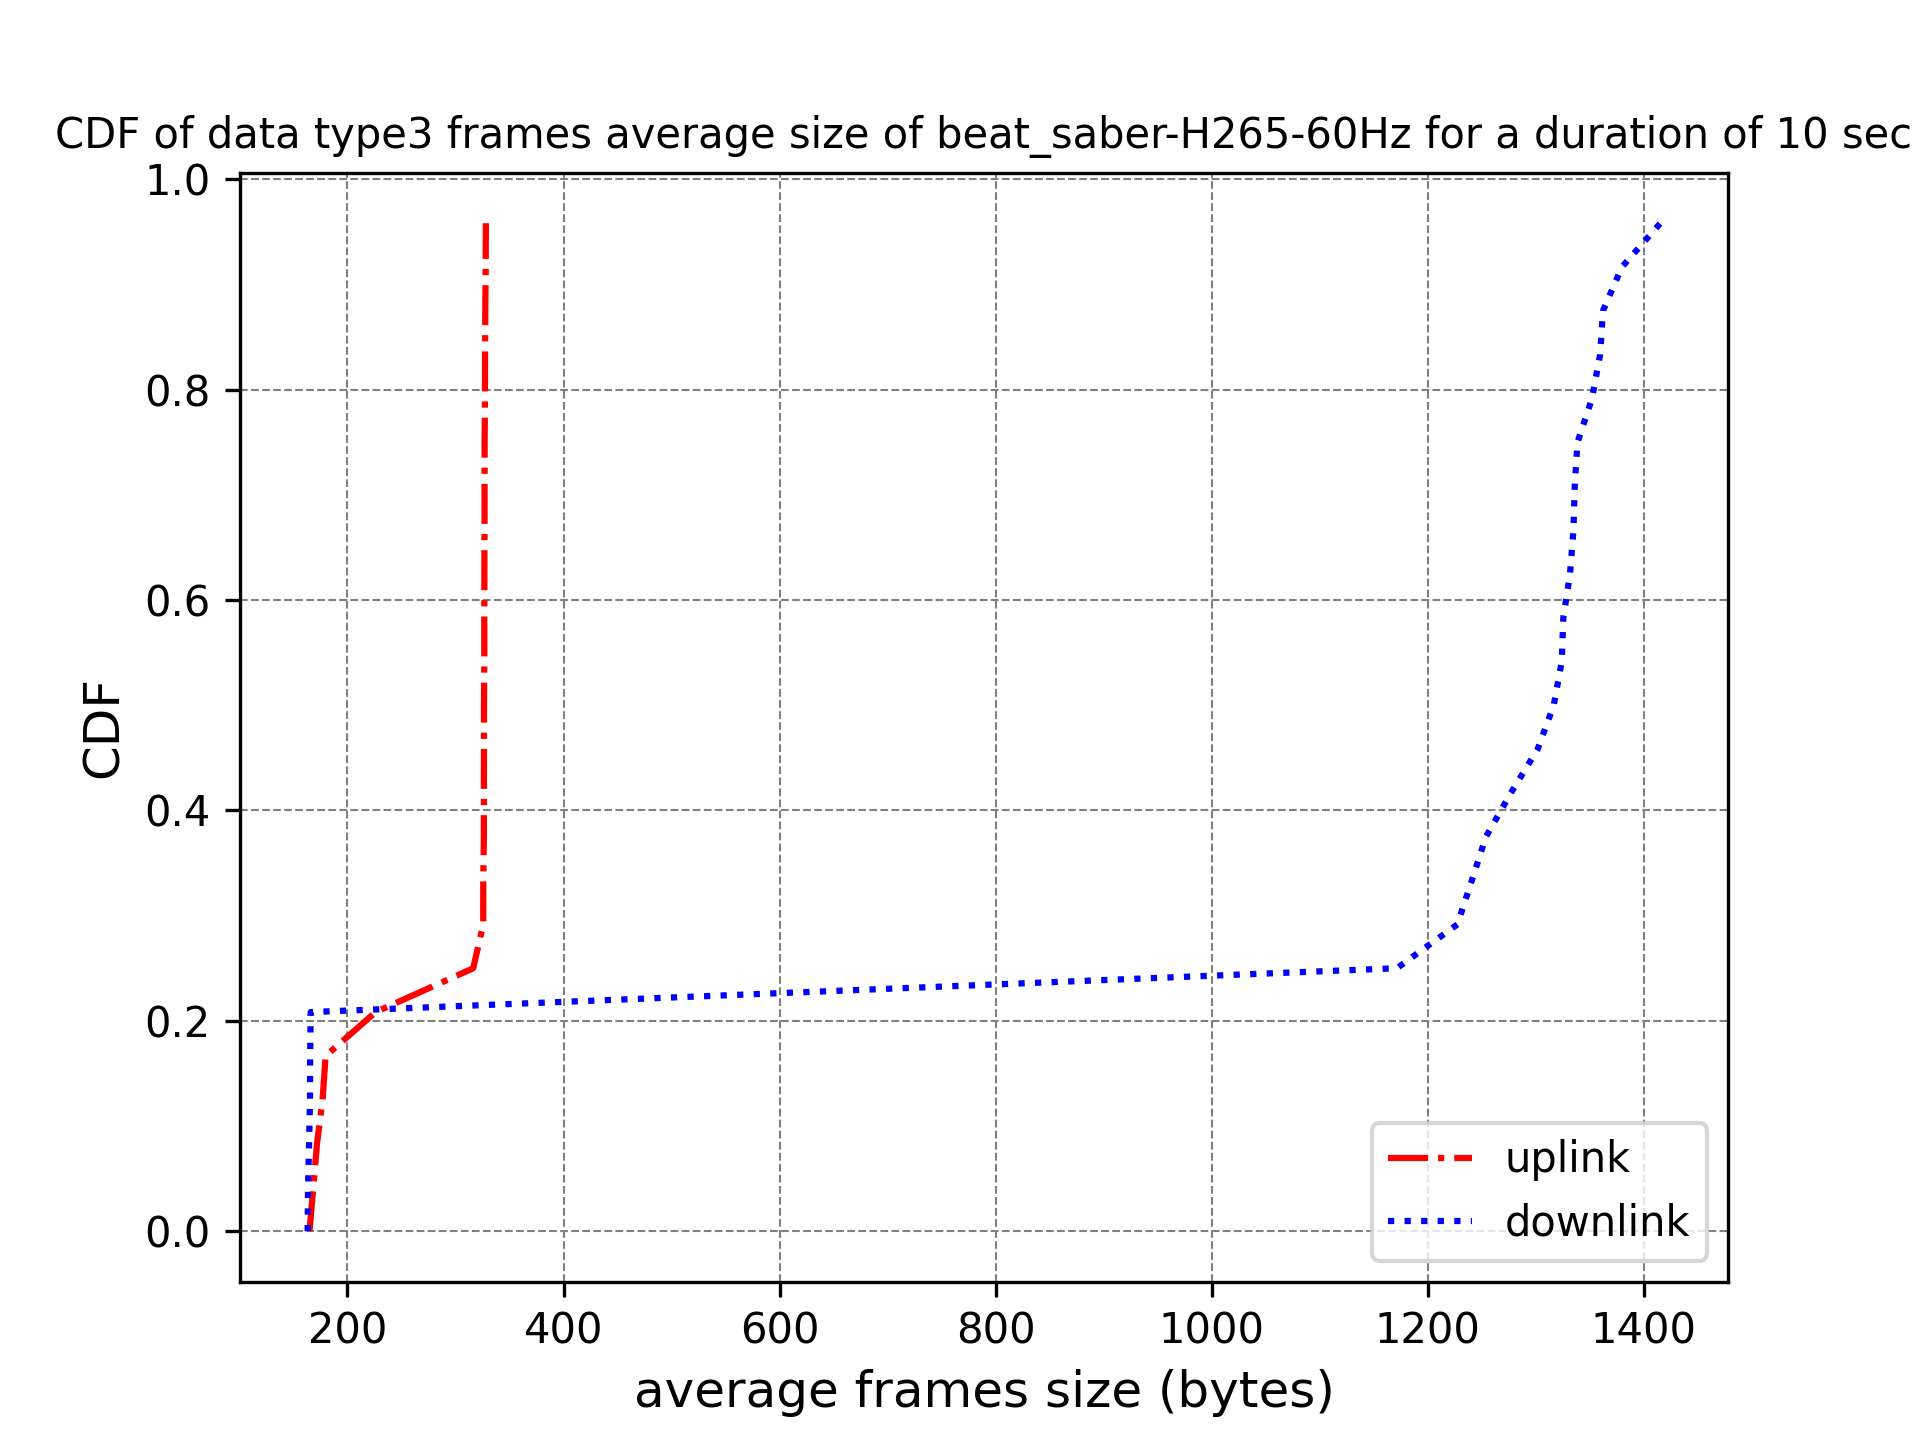 CDF of data type3 frames average size of beat_saber-H265-60Hz for a duration of 10 sec
1.0
0.8
0.6
0.4
0.2
0.0
CDF
uplink
downlink
200 400 600 800 1000 1200 1400
average frames size (bytes)